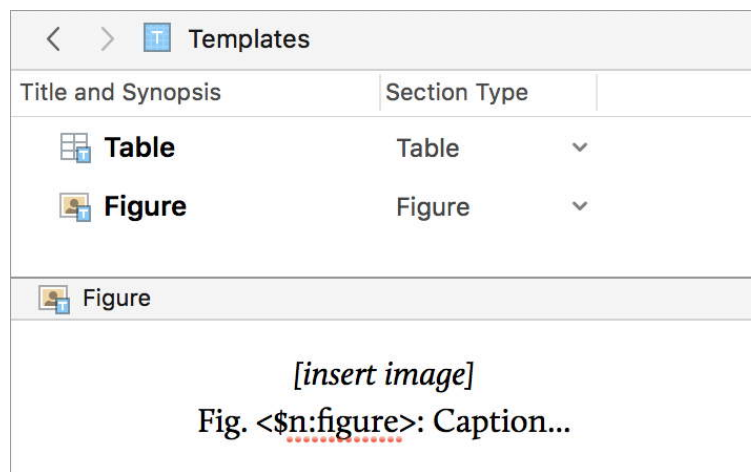 Templates
Title and Synopsis Section Type
Table Table
Figure Figure
Figure
[insert image]
Fig. <$n:figure>: Caption...